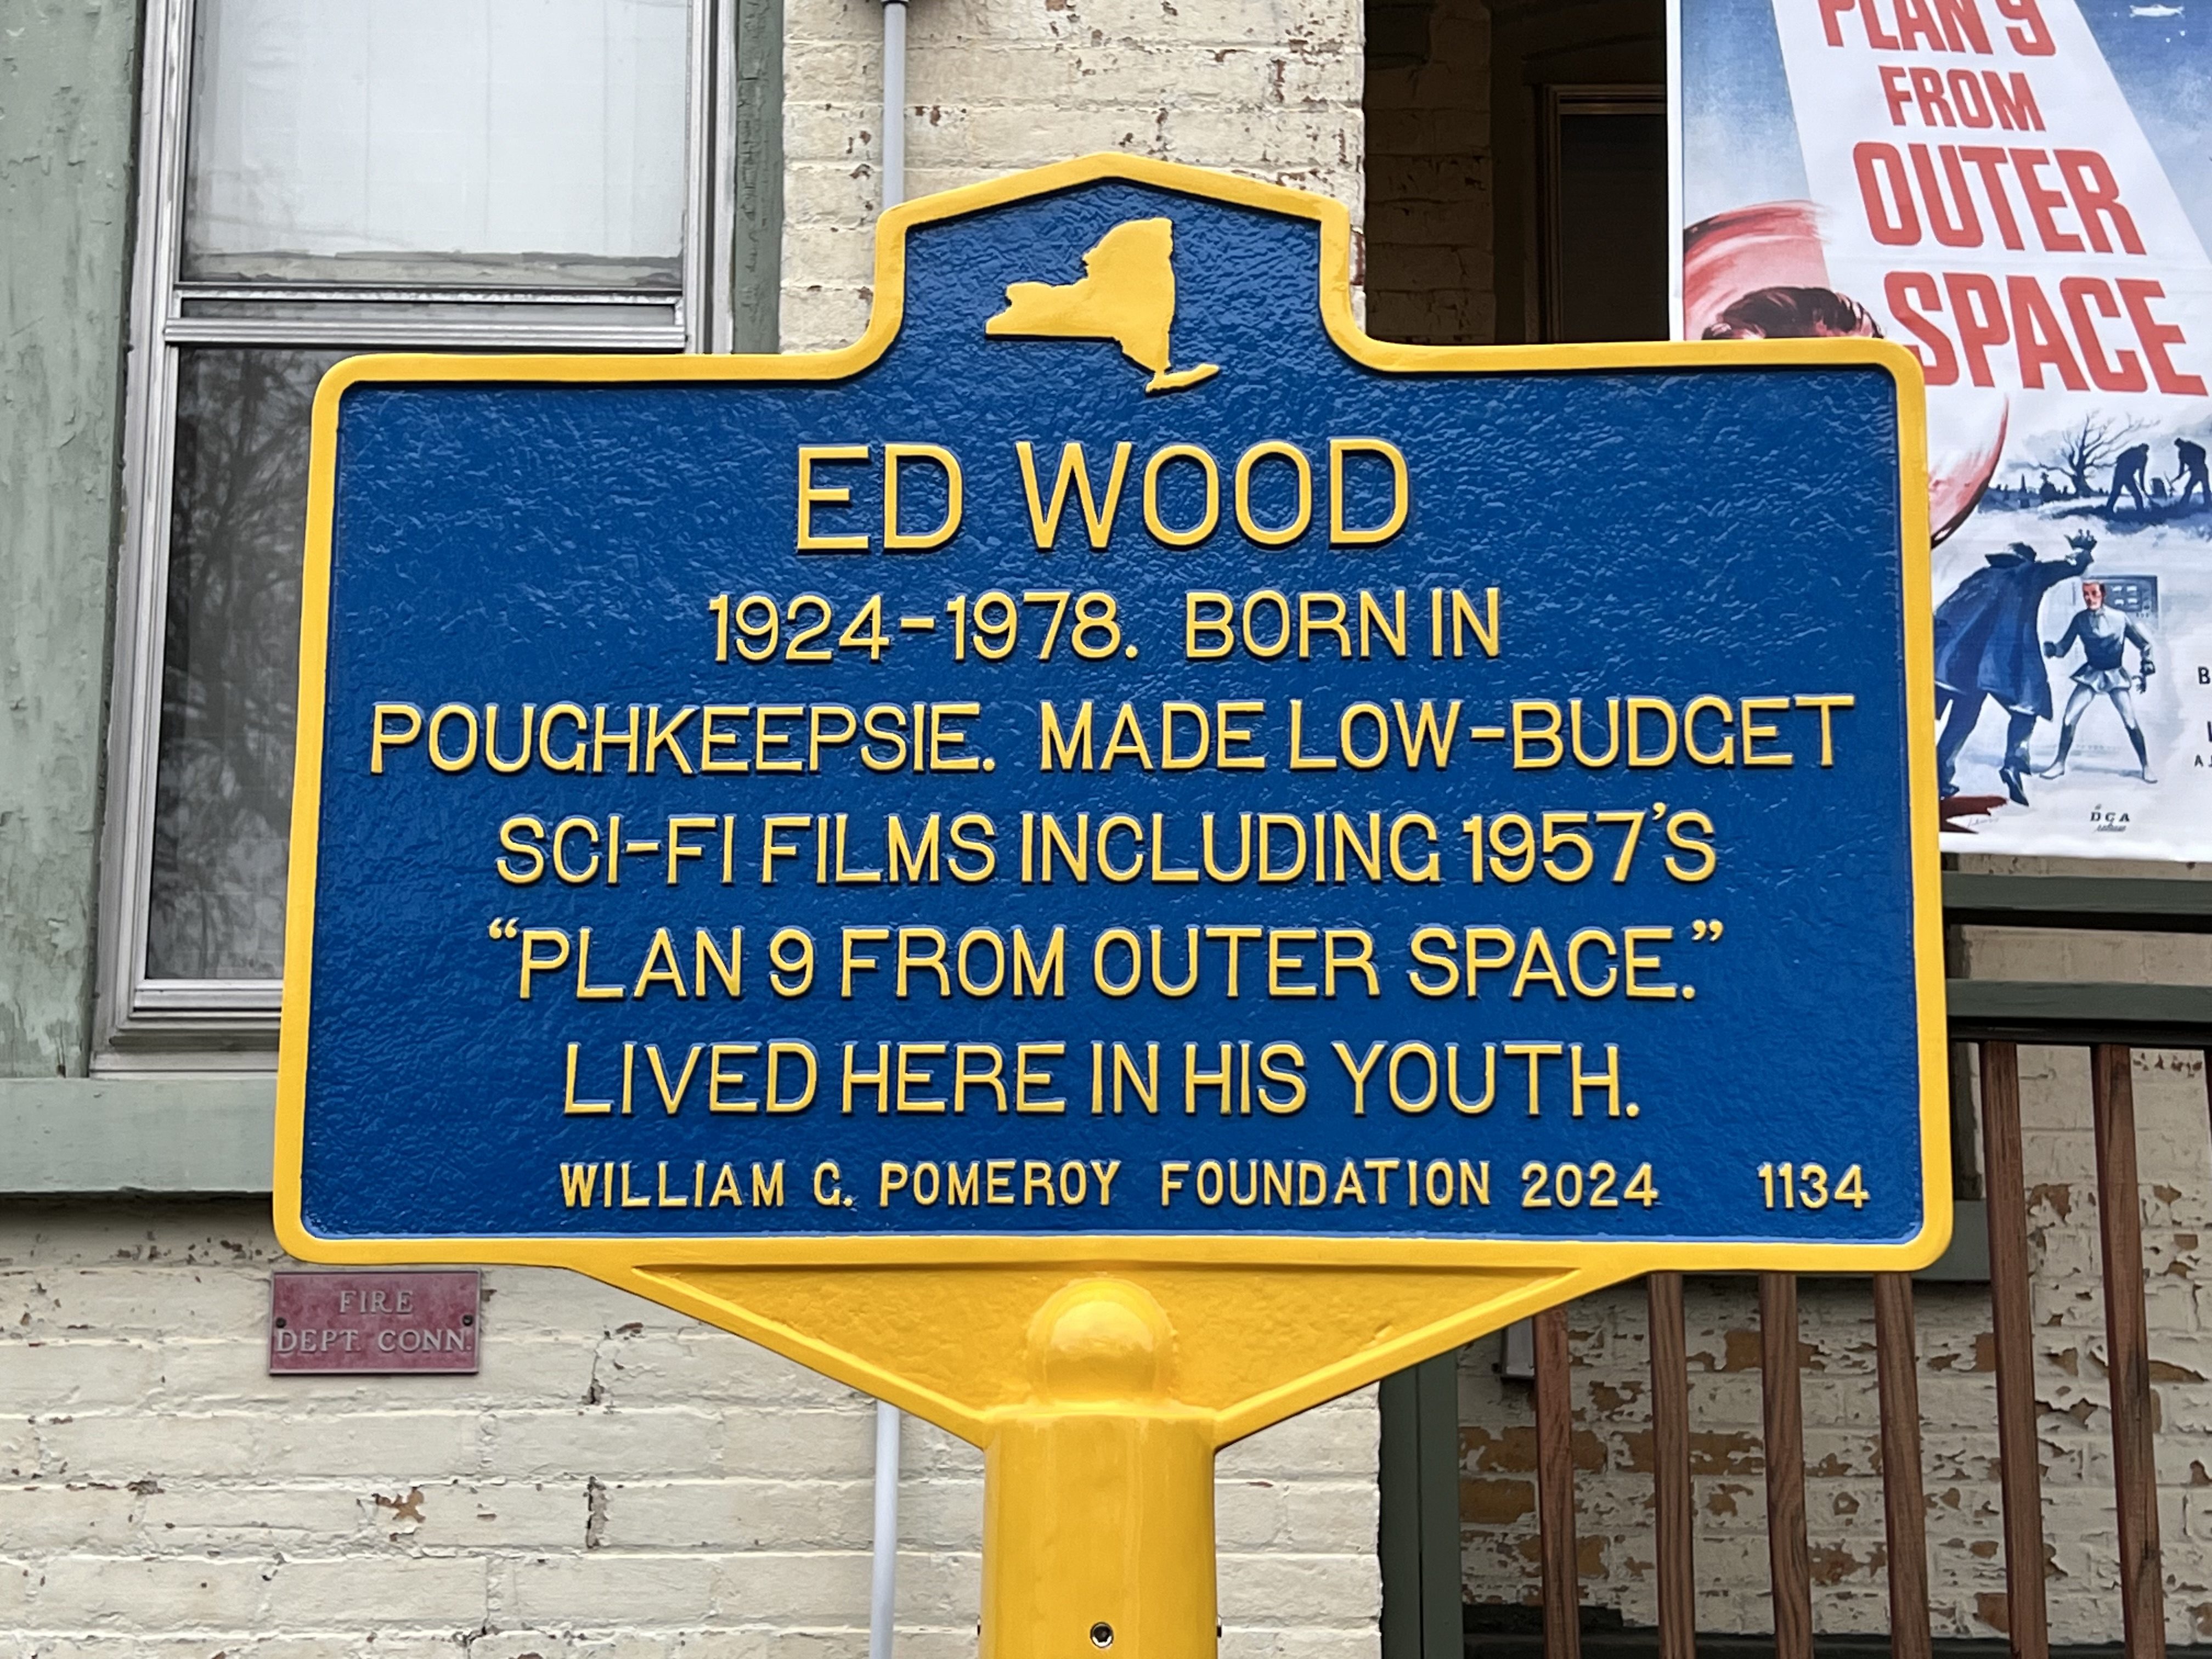 PLAN 9
FROM
OUTER
SPACE
DCA
ED WOOD
1924-1978. BORN IN
POUGHKEEPSIE. MADE LOW-BUDGET
SCI-FI FILMS INCLUDING 1957'S
“PLAN 9 FROM OUTER SPACE.”
LIVED HERE IN HIS YOUTH.
WILLIAM G. POMEROY FOUNDATION 2024 1134
FIRE
DEPT. CONN.